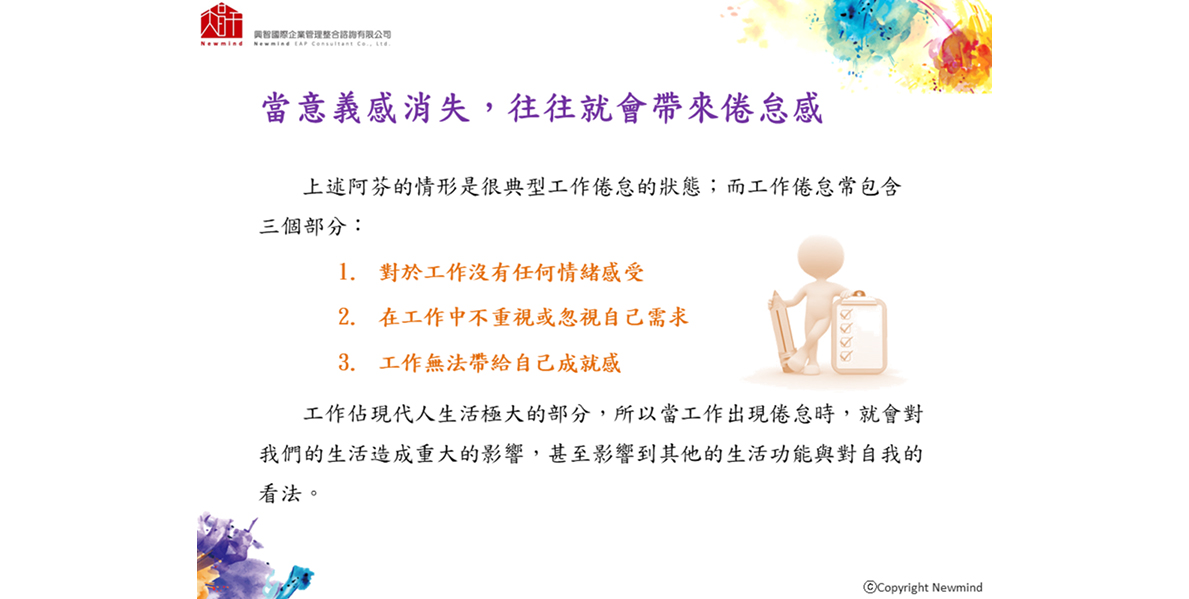 Newmind
興智國際企業管理整合諮詢有限公司
Newmind EAP Consultant Co., Ltd.
當意義感消失，往往就會帶來倦怠感
上述阿芬的情形是很典型工作倦怠的狀態；而工作倦怠常包含
三個部分：
1. 對於工作沒有任何情緒感受
2. 在工作中不重視或忽視自己需求
3. 工作無法帶給自己成就感
工作佔現代人生活極大的部分，所以當工作出現倦怠時，就會對
我們的生活造成重大的影響，甚至影響到其他的生活功能與對自我的
看法。
ⓒCopyright Newmind